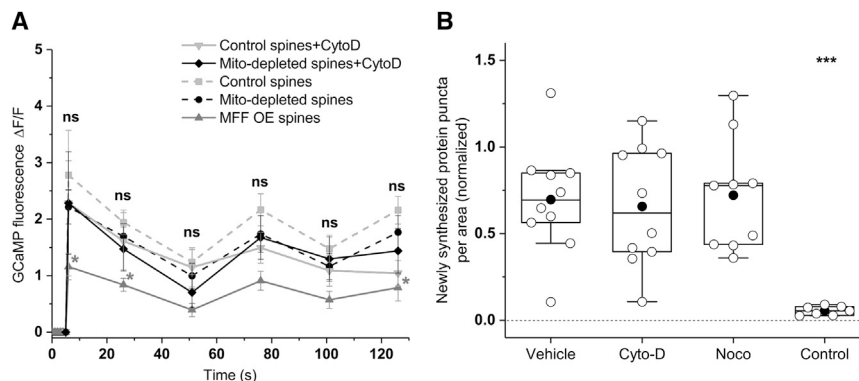 A
Control spines+CytoD
Mito-depleted spines+CytoD
Control spines
Mito-depleted spines
MFF OE spines
GCaMP fluorescence ΔF/F
5
4
3
2
1
0
ns
ns
ns
ns
ns
ns
*
*
*
0 20 40 60 80 100 120
Time (s)
B
Newly synthesized protein puncta
per area (normalized)
1.5
1.0
0.5
0.0
***
Vehicle Cyto-D Noco Control